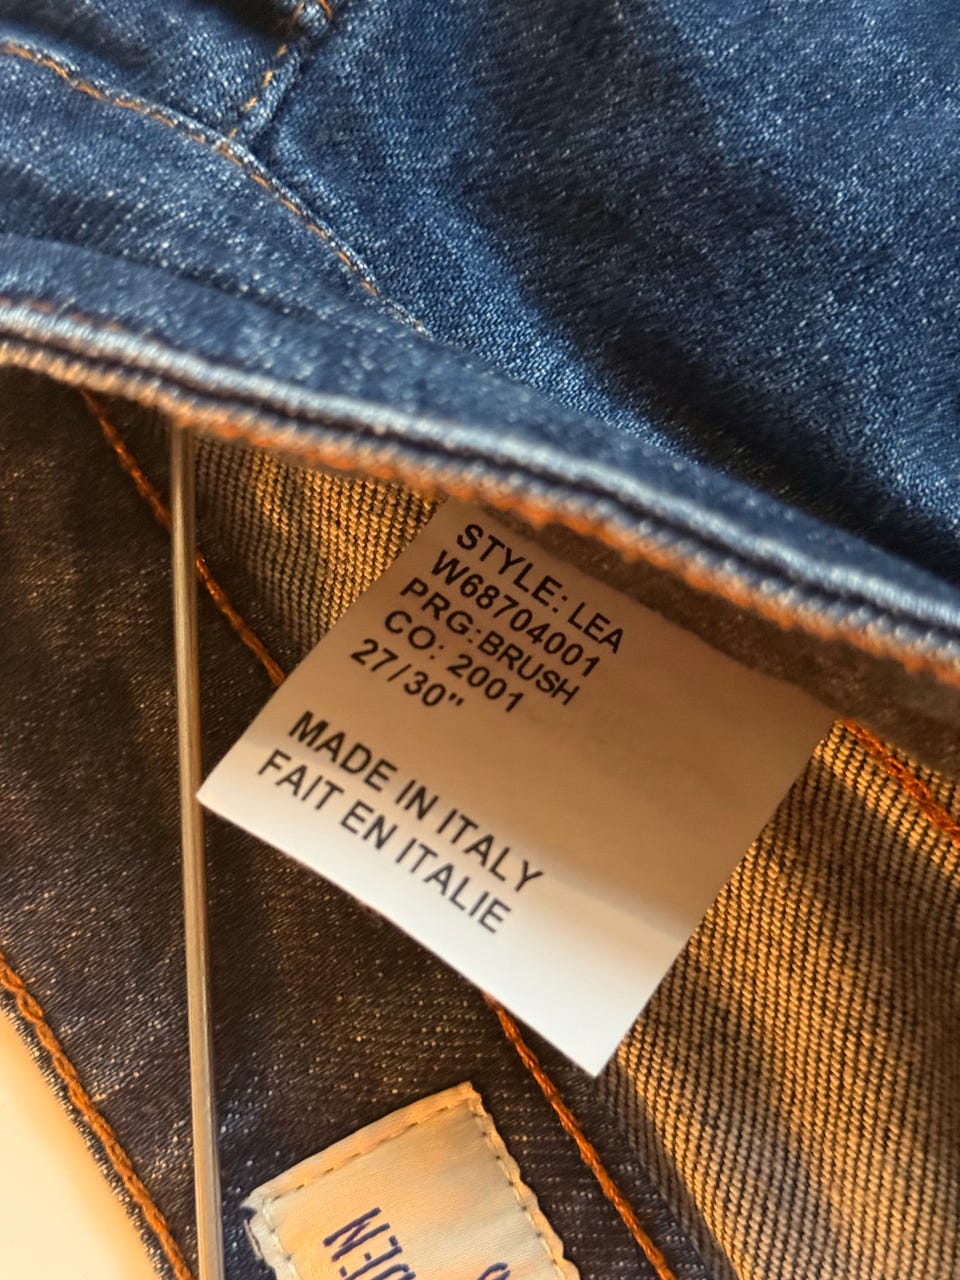 STYLE: LEA
W68704001
PRG:BRUSH
CO: 2001
27/30"
MADE IN ITALY
FAIT EN ITALIE